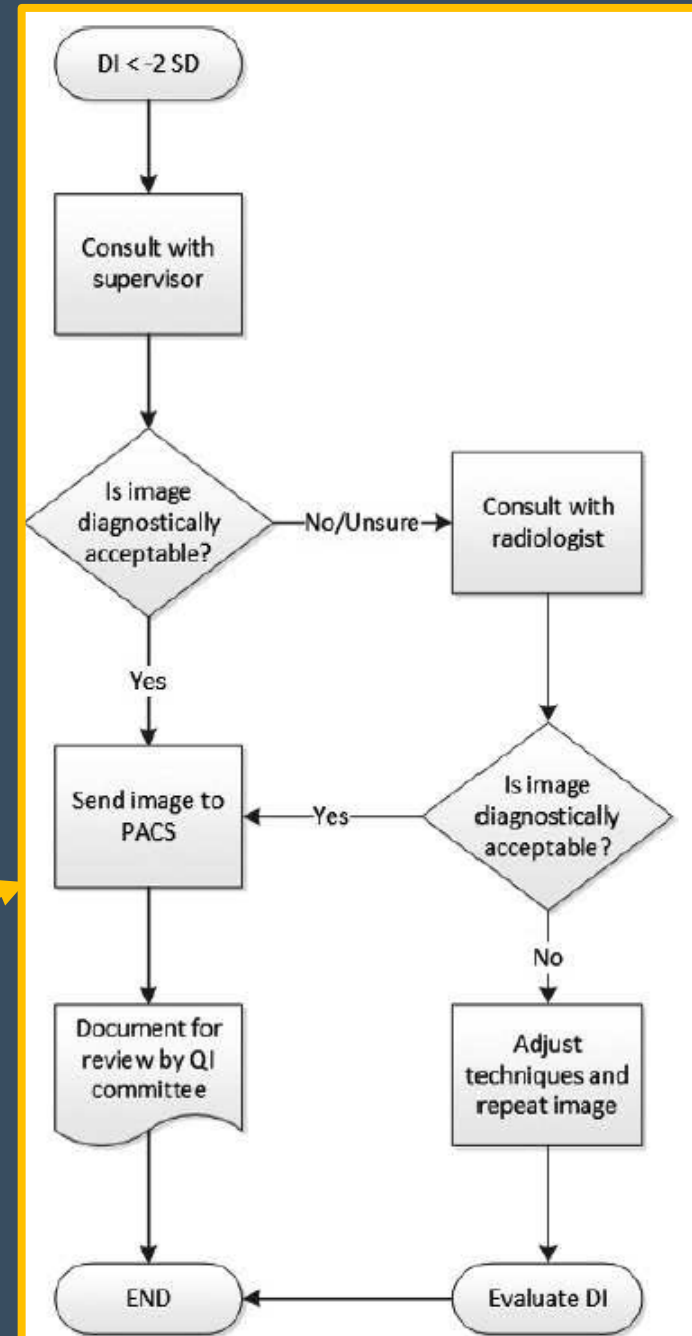 DI < -2 SD
Consult with
supervisor
Is image
diagnostically
acceptable?
No/Unsure
Consult with
radiologist
Yes
Send image to
PACS
Yes
Is image
diagnostically
acceptable?
No
Document for
review by QI
committee
Adjust
techniques and
repeat image
END
Evaluate DI